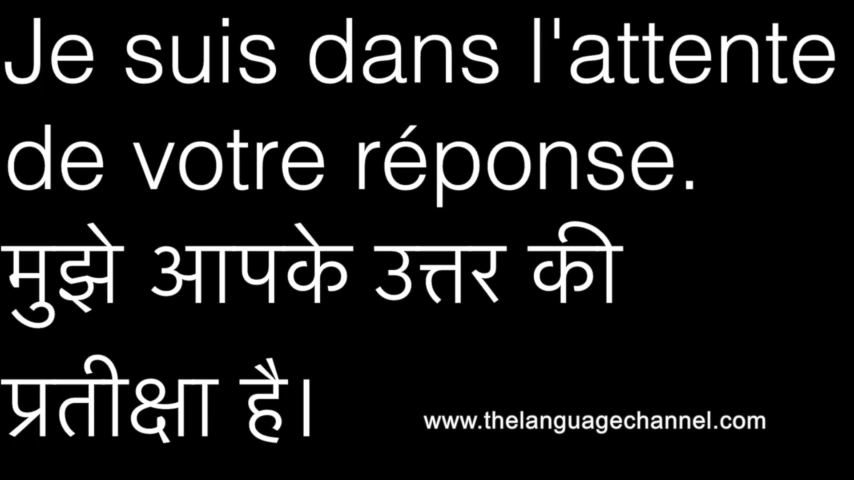 Je suis dans l'attente
de votre réponse.
मुझे आपके उत्तर की
प्रतीक्षा है।
www.thelanguagechannel.com